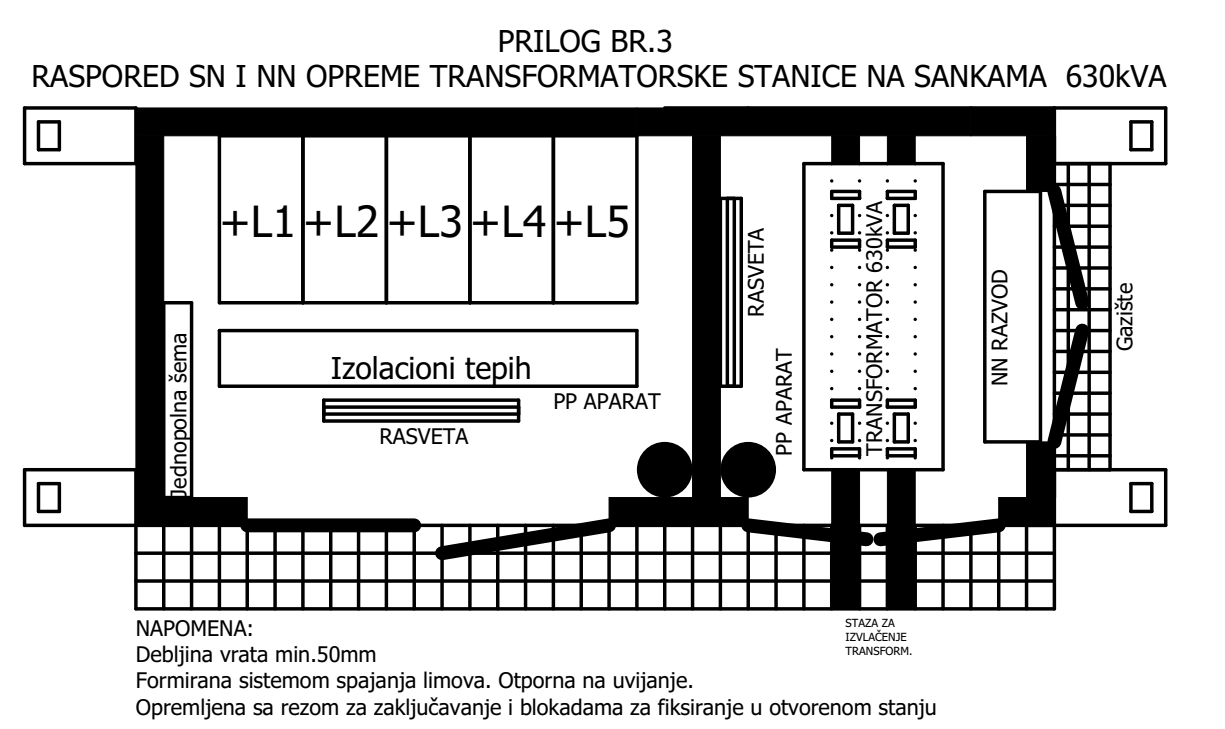 PRILOG BR.3
RASPORED SN I NN OPREME TRANSFORMATORSKE STANICE NA SANKAMA 630kVA
+L1 +L2 +L3 +L4 +L5
Jednopolna šema
Izolacioni tepih
RASVETA
PP APARAT
RASVETA
PP APARAT
TRANSFORMATOR 630kVA
NN RAZVOD
Gazište
STAZA ZA
IZVLAČENJE
TRANSFORM.
NAPOMENA:
Debljina vrata min.50mm
Formirana sistemom spajanja limova. Otporna na uvijanje.
Opremljena sa rezom za zaključavanje i blokadama za fiksiranje u otvorenom stanju